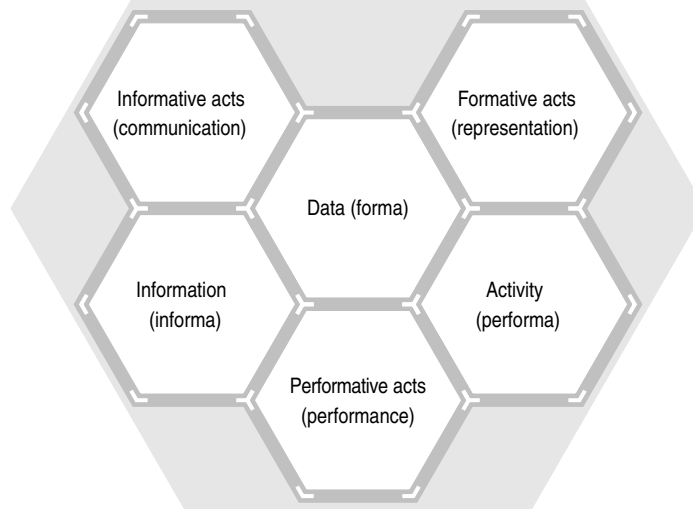 Informative acts
(communication)
Formative acts
(representation)
Data (forma)
Information
(informa)
Activity
(performa)
Performative acts
(performance)